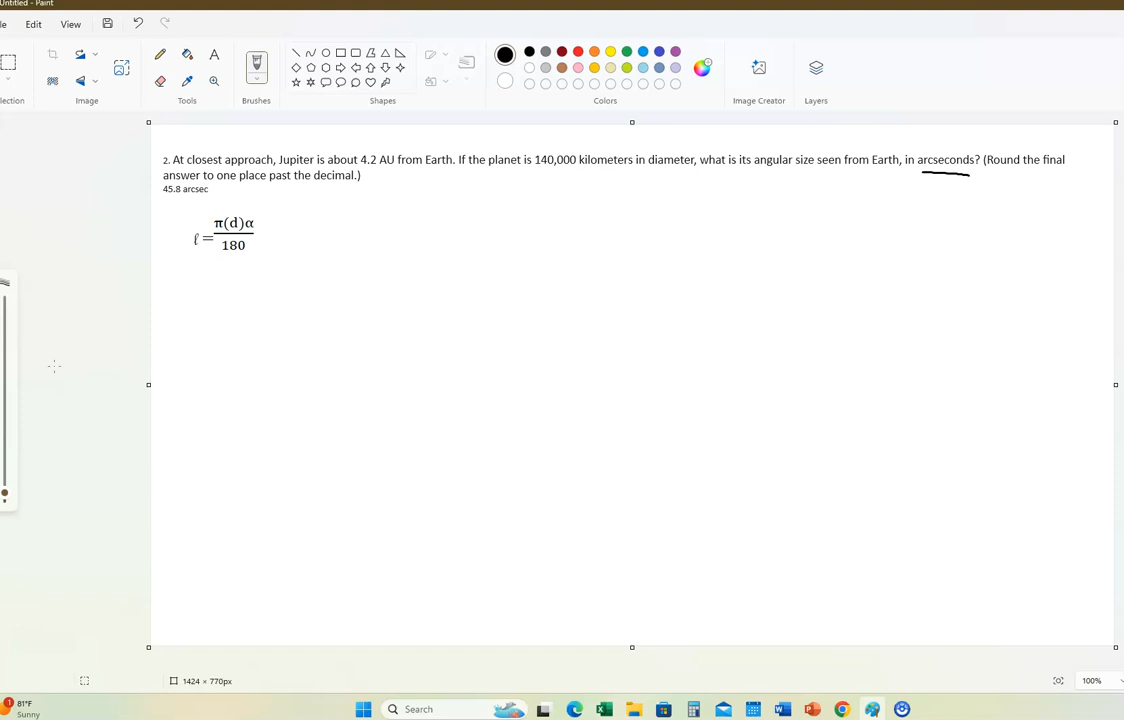 Untitled - Paint
le Edit View
lection Image Tools Brushes Shapes Colors Image Creator Layers
2. At closest approach, Jupiter is about 4.2 AU from Earth. If the planet is 140,000 kilometers in diameter, what is its angular size seen from Earth, in arcseconds? (Round the final
answer to one place past the decimal.)
45.8 arcsec
π(d)α
ℓ =
180
1424 × 770px
100%
1
81°F
Sunny
Search